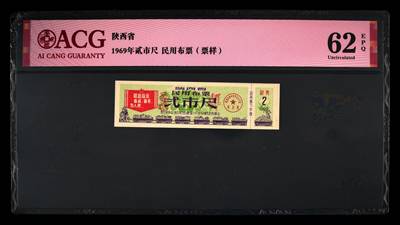 ACG
AI CANG GUARANTY
陕西省
1969年贰市尺 民用布票（票样）
62
EPQ
Uncirculated
民用布票
贰市尺
2